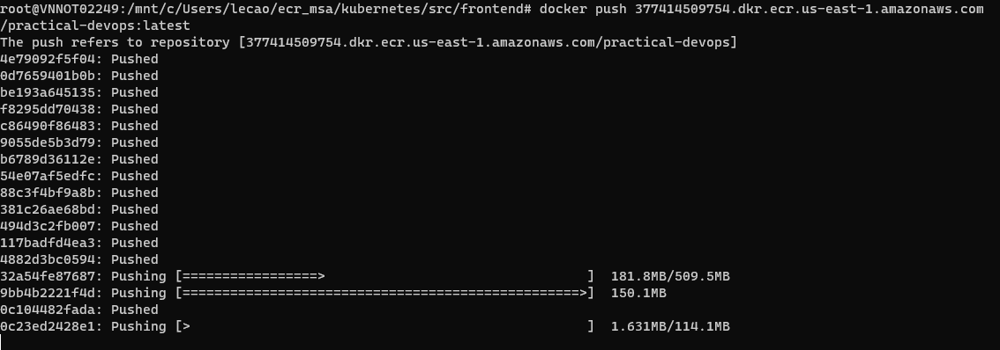 root@VNNOT02249:/mnt/c/Users/lecao/ecr_msa/kubernetes/src/frontend# docker push 377414509754.dkr.ecr.us-east-1.amazonaws.com
/practical-devops:latest
The push refers to repository [377414509754.dkr.ecr.us-east-1.amazonaws.com/practical-devops]
4e79092f5f04: Pushed
0d7659401b0b: Pushed
be193a645135: Pushed
f8295dd70438: Pushed
c86490f86483: Pushed
9055de5b3d79: Pushed
b6789d36112e: Pushed
54e07af5edfc: Pushed
88c3f4bf9a8b: Pushed
381c26ae68bd: Pushed
494d3c2fb007: Pushed
117badfd4ea3: Pushed
4882d3bc0594: Pushed
32a54fe87687: Pushing [=================>                                 ]  181.8MB/509.5MB
9bb4b2221f4d: Pushing [==================================================>]  150.1MB
0c104482fada: Pushed
0c23ed2428e1: Pushing [>                                                  ]  1.631MB/114.1MB